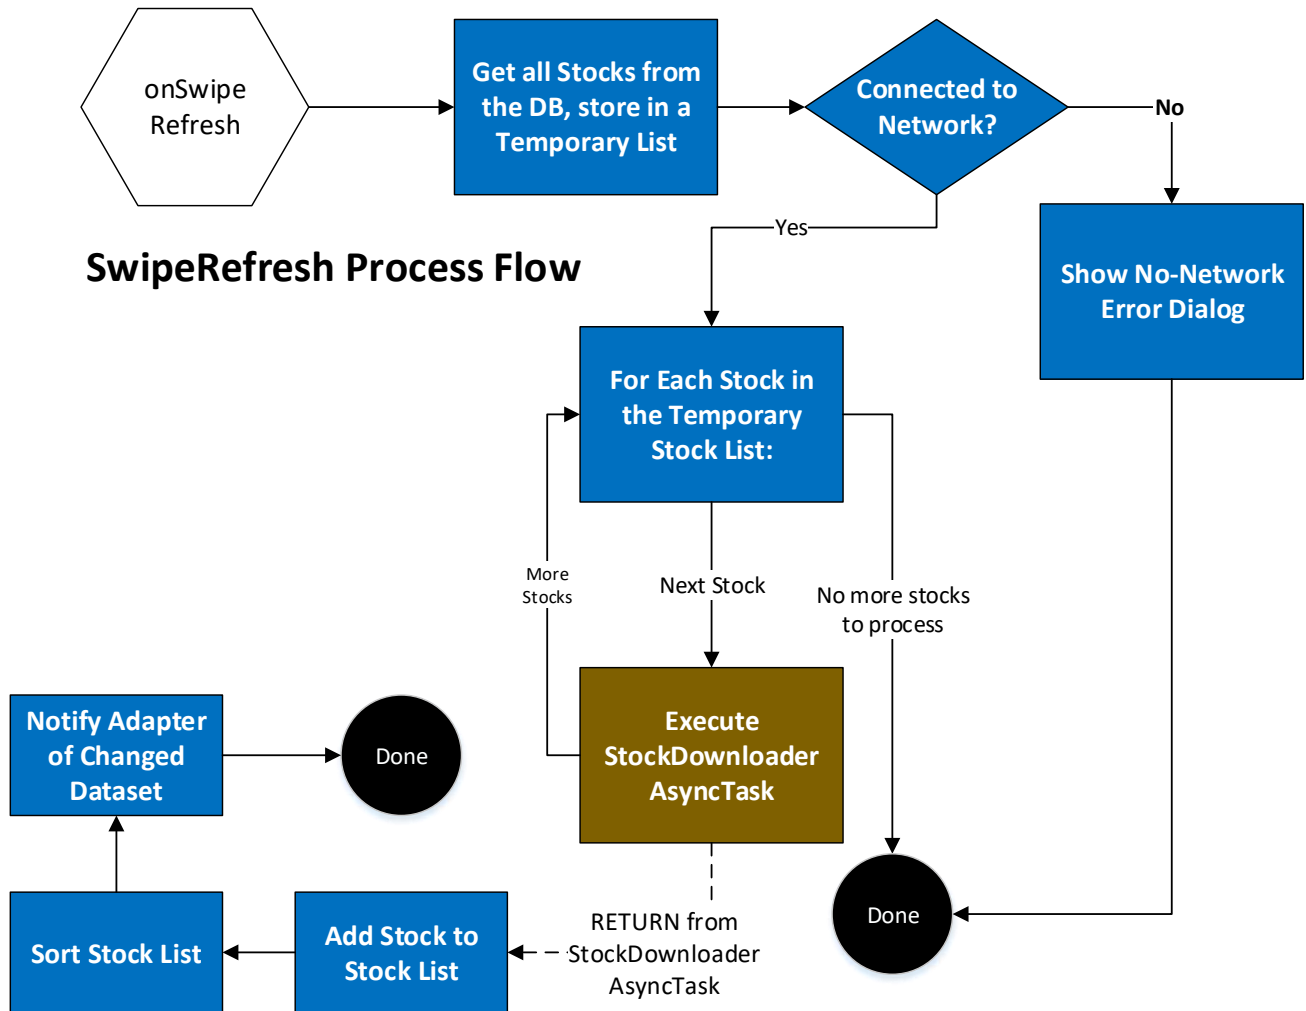 onSwipe
Refresh
Get all Stocks from
the DB, store in a
Temporary List
Connected to
Network?
No
Yes
SwipeRefresh Process Flow
Show No-Network
Error Dialog
For Each Stock in
the Temporary
Stock List:
More
Stocks
Next Stock
No more stocks
to process
Execute
StockDownloader
AsyncTask
Notify Adapter
of Changed
Dataset
Done
Sort Stock List
Add Stock to
Stock List
RETURN from
StockDownloader
AsyncTask
Done